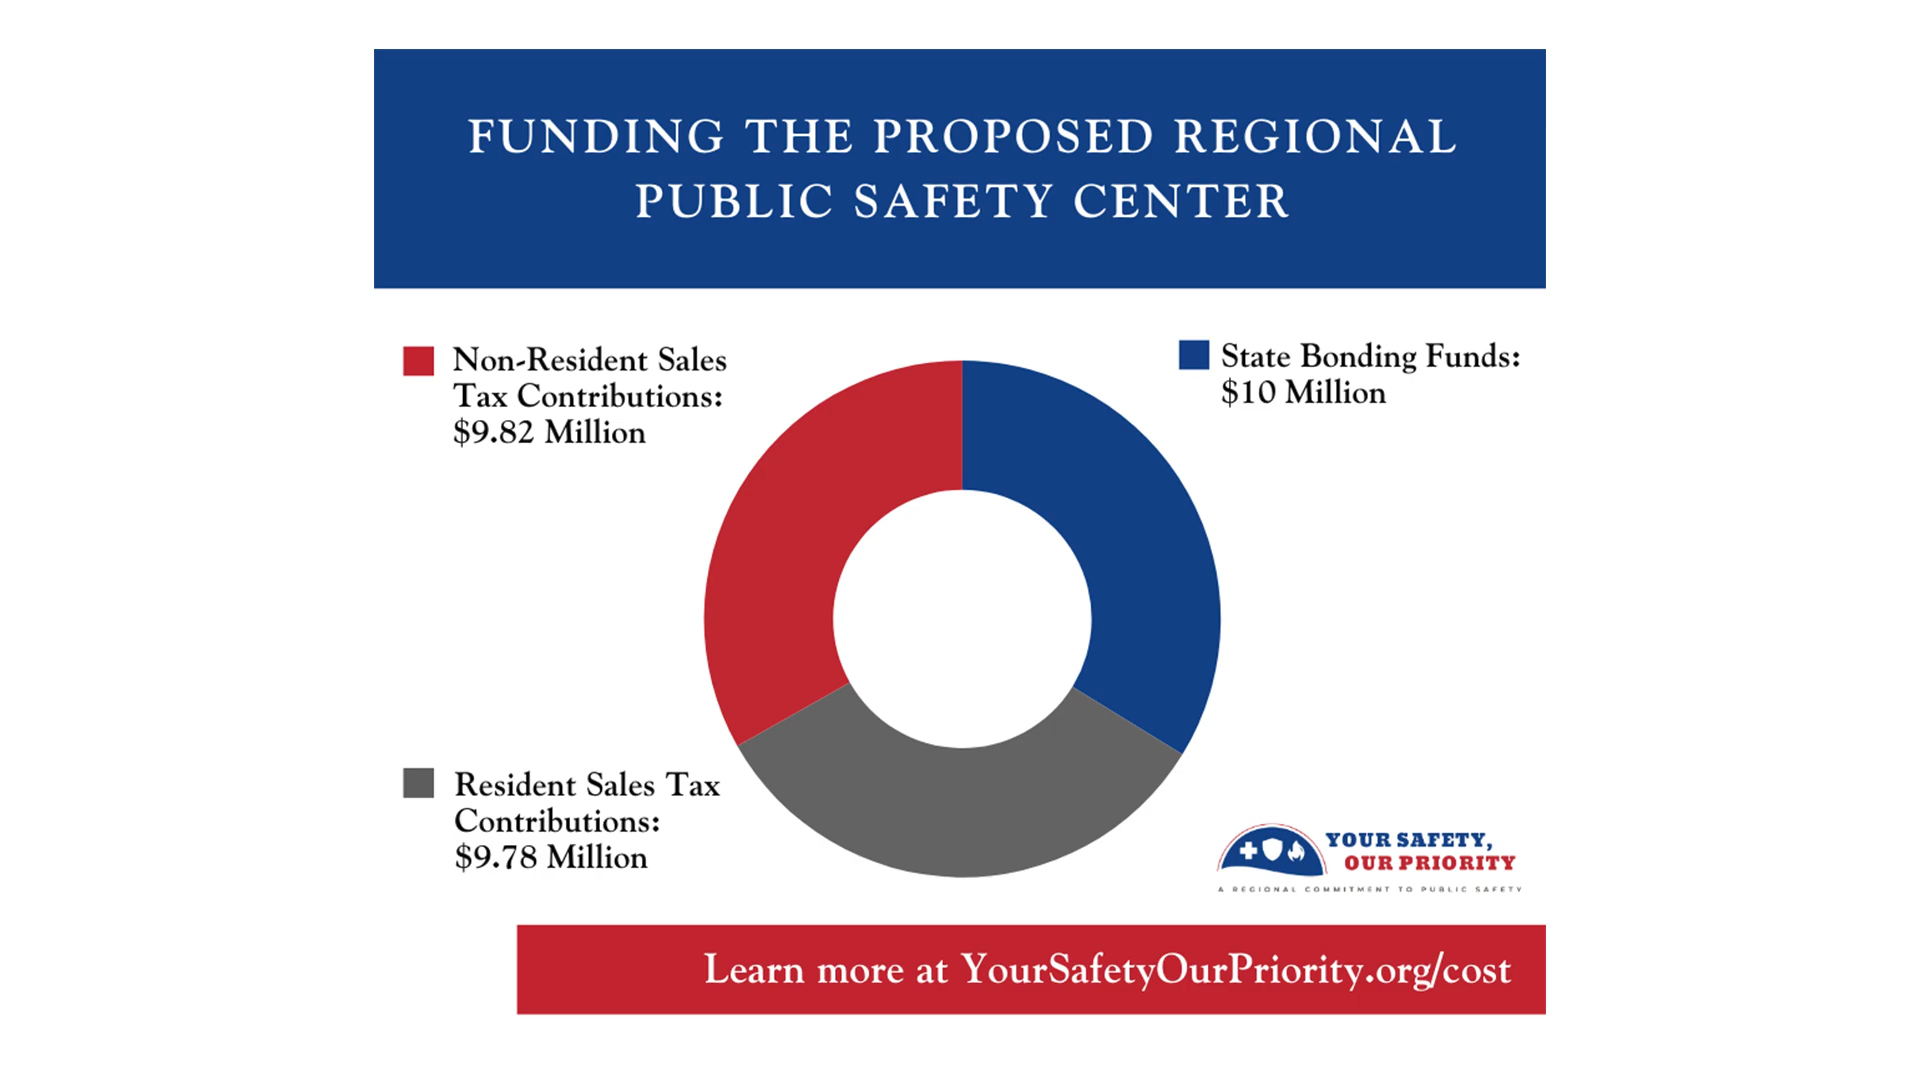 FUNDING THE PROPOSED REGIONAL
PUBLIC SAFETY CENTER
Non-Resident Sales
Tax Contributions:
$9.82 Million
State Bonding Funds:
$10 Million
Resident Sales Tax
Contributions:
$9.78 Million
YOUR SAFETY,
OUR PRIORITY
A REGIONAL COMMITMENT TO PUBLIC SAFETY
Learn more at YourSafetyOurPriority.org/cost